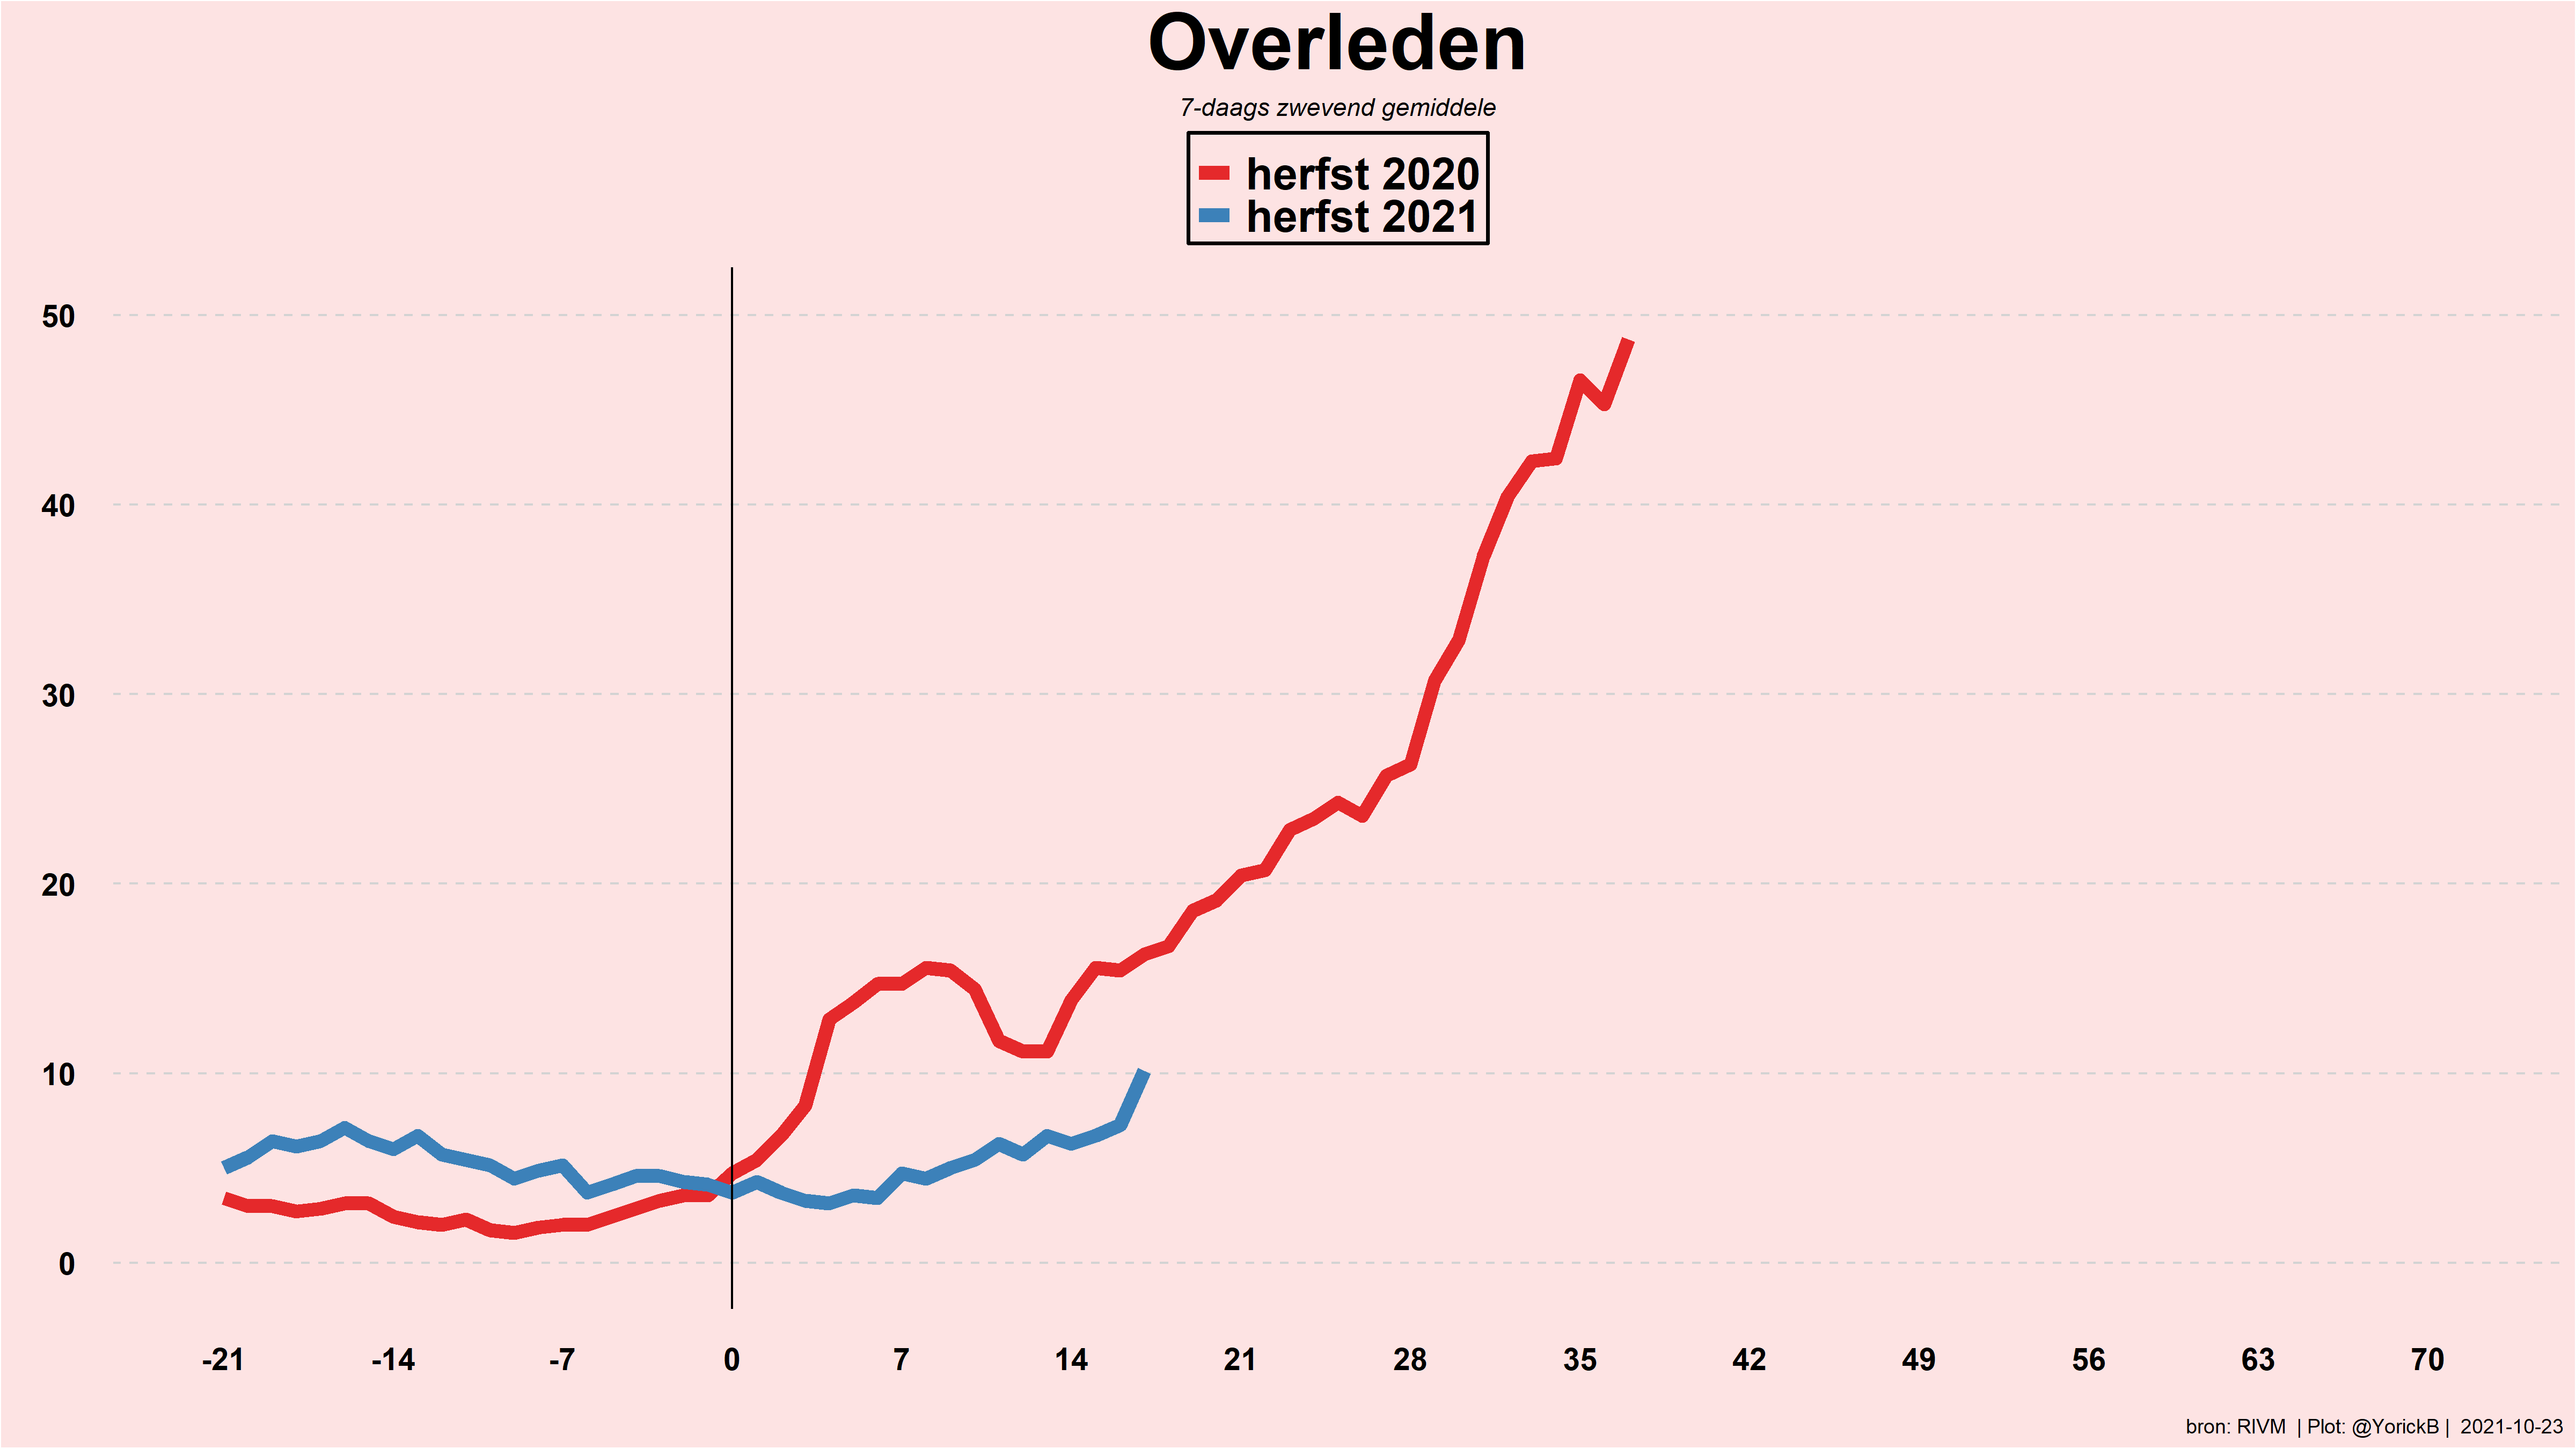 Overleden
7-daags zwevend gemiddele
herfst 2020
herfst 2021
50
40
30
20
10
0
-21 -14 -7 0 7 14 21 28 35 42 49 56 63 70
bron: RIVM | Plot: @YorickB | 2021-10-23